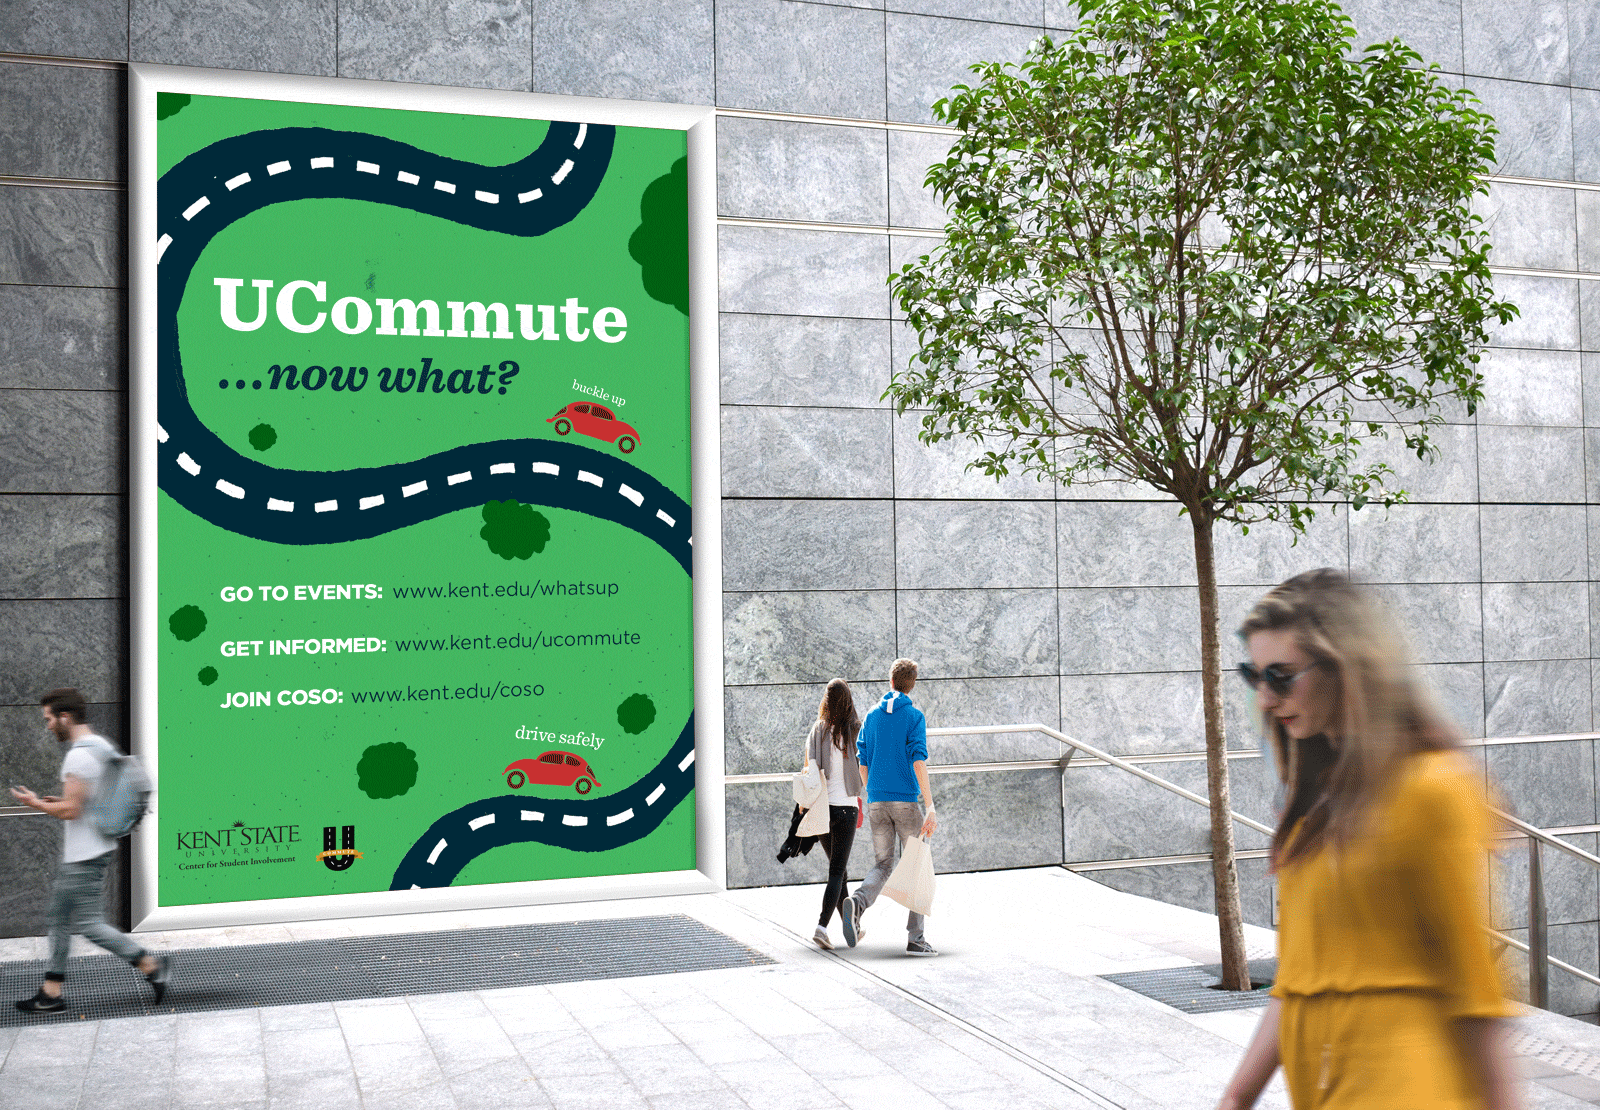 UCommute
...now what?
buckle up
GO TO EVENTS: www.kent.edu/whatsup
GET INFORMED: www.kent.edu/ucommute
JOIN COSO: www.kent.edu/coso
drive safely
KENT STATE
UNIVERSITY
Center for Student Involvement
U
COMMUTE